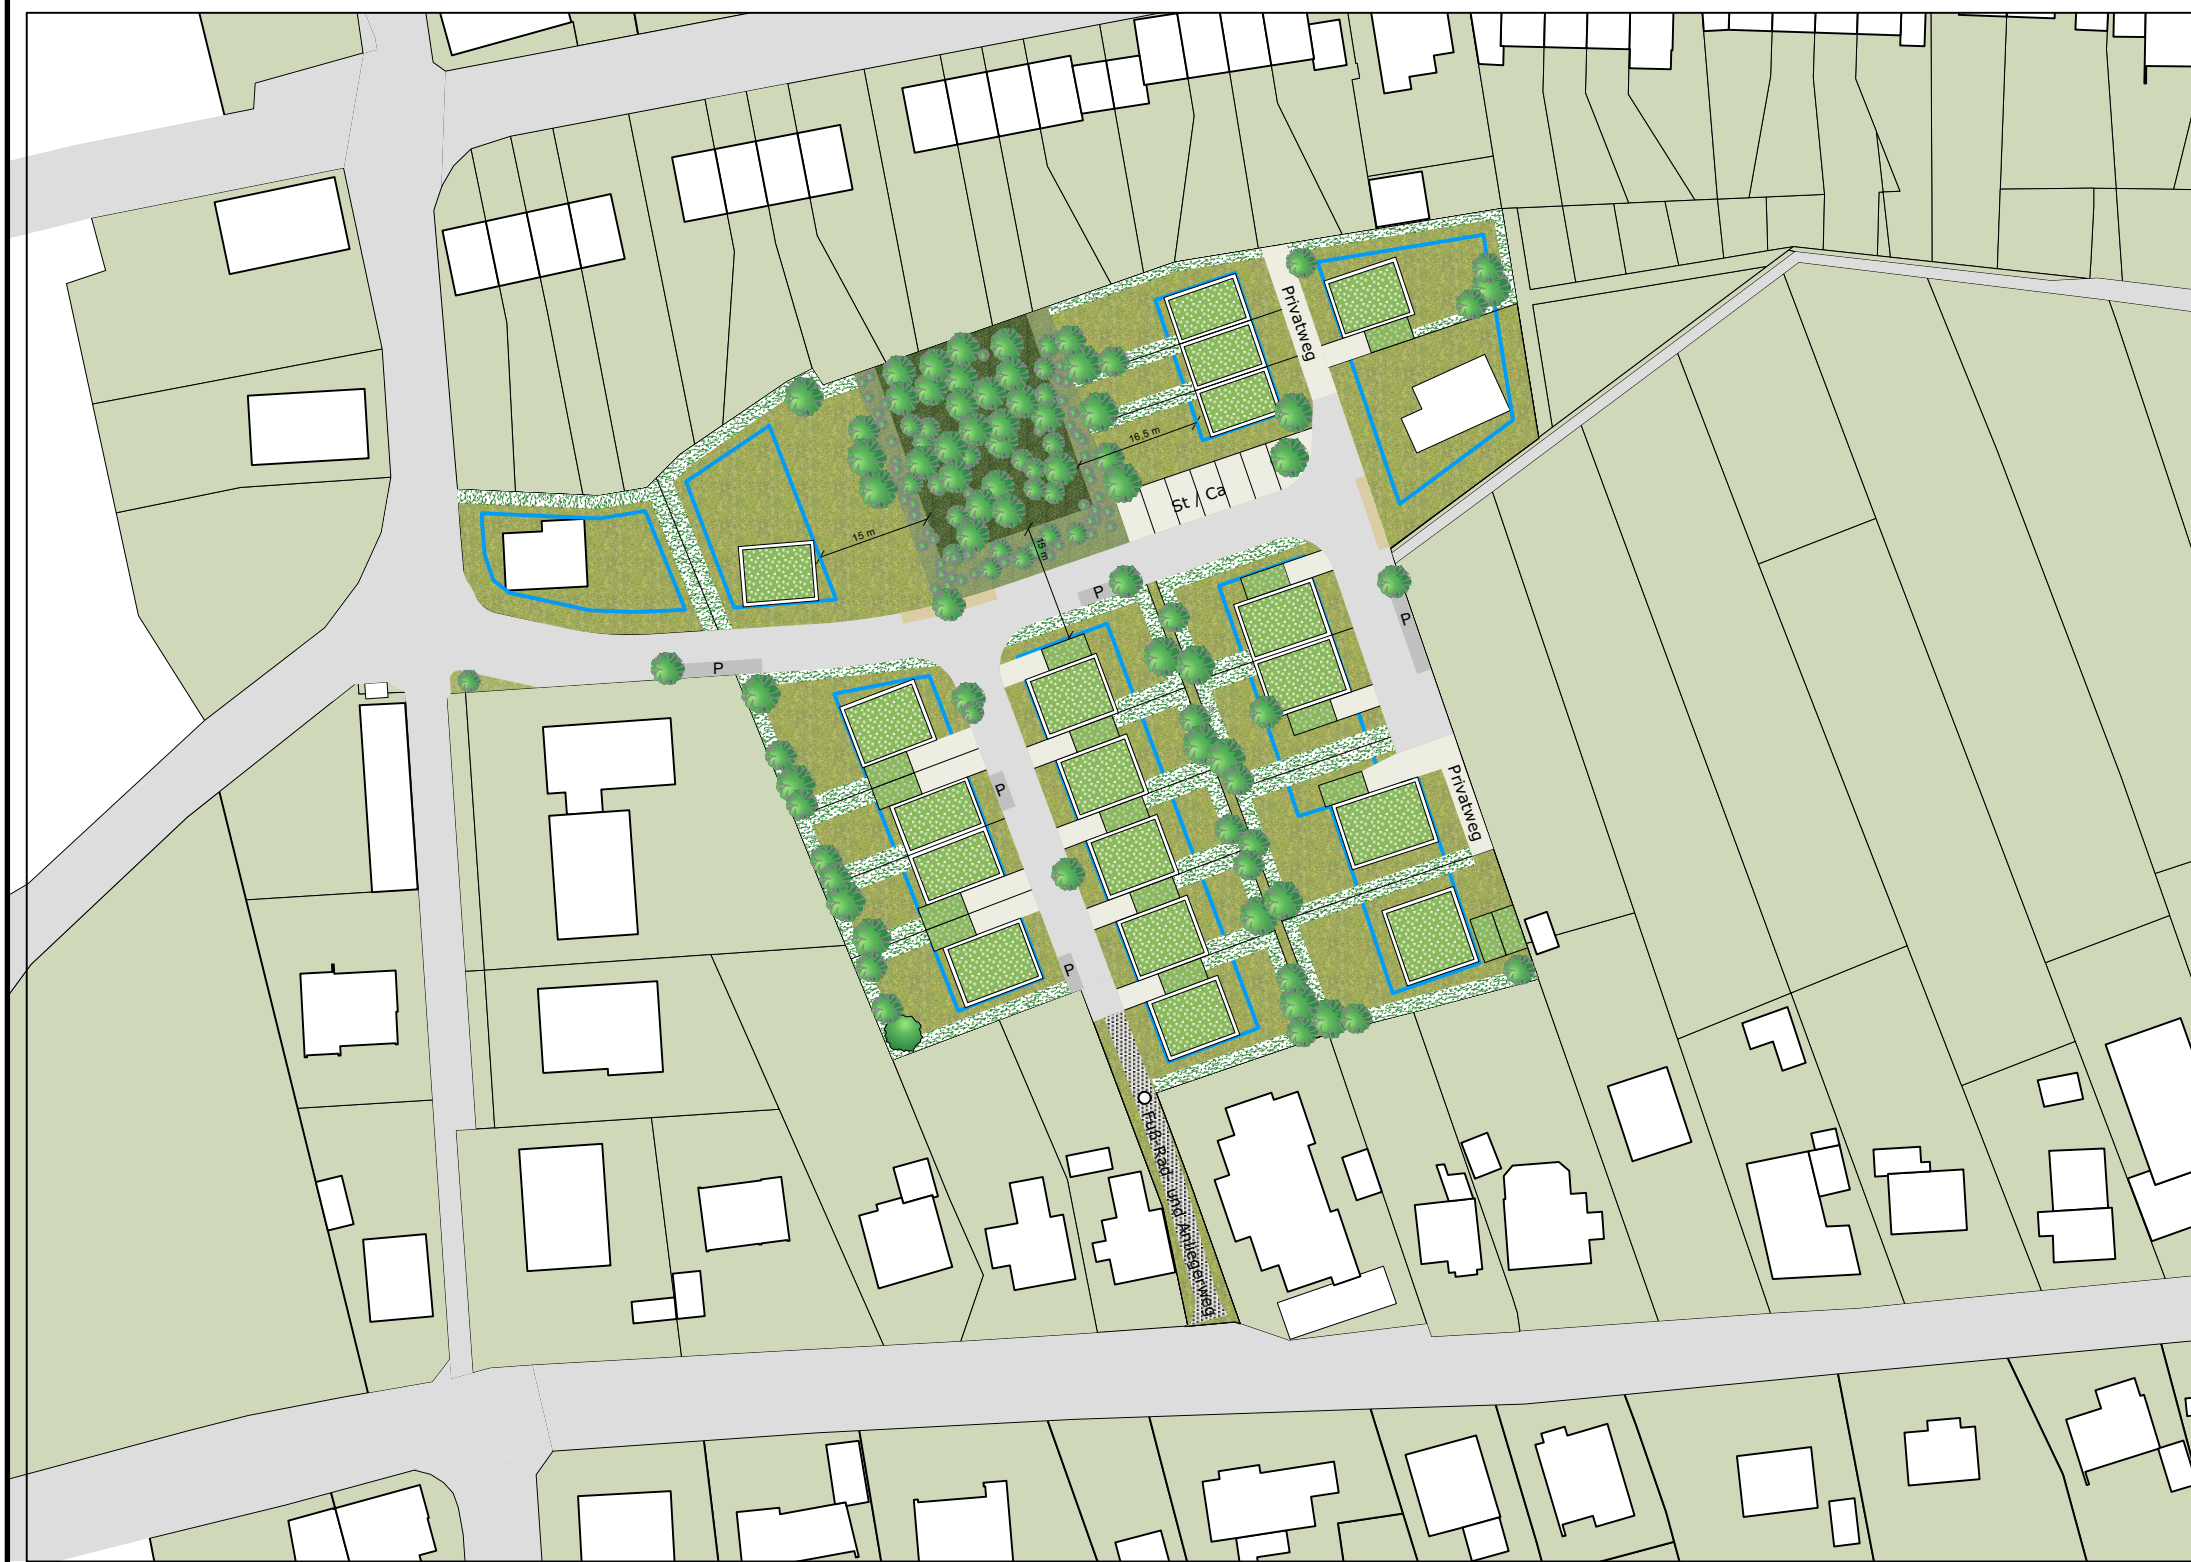 Privatweg
16,5 m
St / Ca
15 m
15 m
P
P
P
P
Privatweg
P
Fuß-Rad- und Anliegerweg